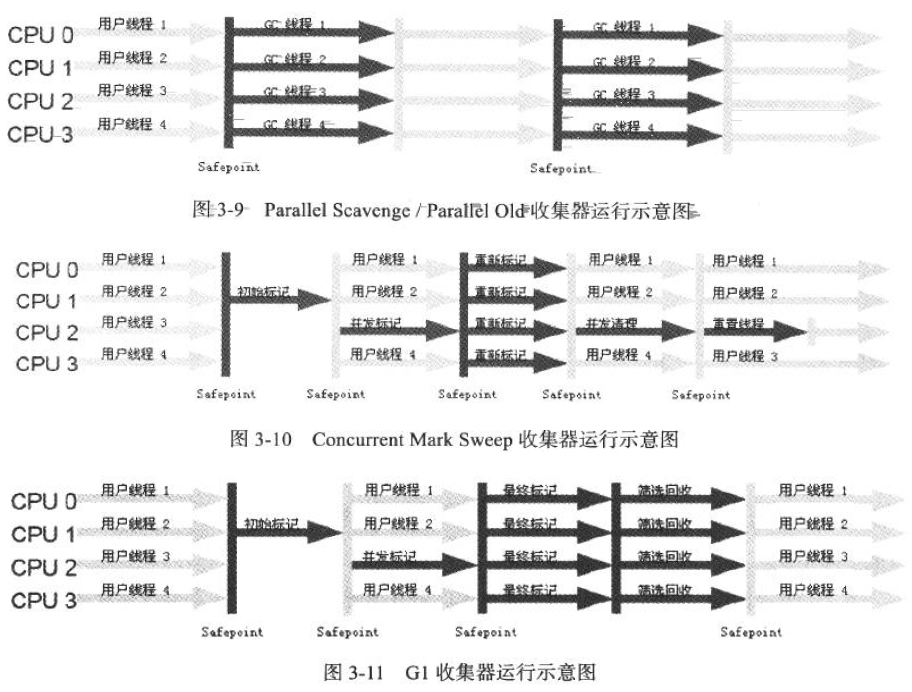 CPU 0 用户线程 1 GC 线程 1 GC 线程 1
CPU 1 用户线程 2 GC 线程 2 GC 线程 2
CPU 2 用户线程 3 GC 线程 3 GC 线程 3
CPU 3 用户线程 4 GC 线程 4 GC 线程 4
Safepoint Safepoint
图 3-9 Parallel Scavenge / Parallel Old 收集器运行示意图
CPU 0 用户线程 1 用户线程 1 重新标记 用户线程 1 用户线程 1
CPU 1 用户线程 2 初始标记 用户线程 2 重新标记 用户线程 2 用户线程 2
CPU 2 用户线程 3 并发标记 重新标记 并发清理 重置线程
CPU 3 用户线程 4 用户线程 4 重新标记 用户线程 4 用户线程 3
Safepoint Safepoint Safepoint Safepoint Safepoint
图 3-10 Concurrent Mark Sweep 收集器运行示意图
CPU 0 用户线程 1 用户线程 1 最终标记 筛选回收 用户线程 1
CPU 1 用户线程 2 初始标记 用户线程 2 最终标记 筛选回收 用户线程 2
CPU 2 用户线程 3 并发标记 最终标记 筛选回收 用户线程 3
CPU 3 用户线程 4 用户线程 4 最终标记 筛选回收 用户线程 4
Safepoint Safepoint Safepoint Safepoint
图 3-11 G1 收集器运行示意图